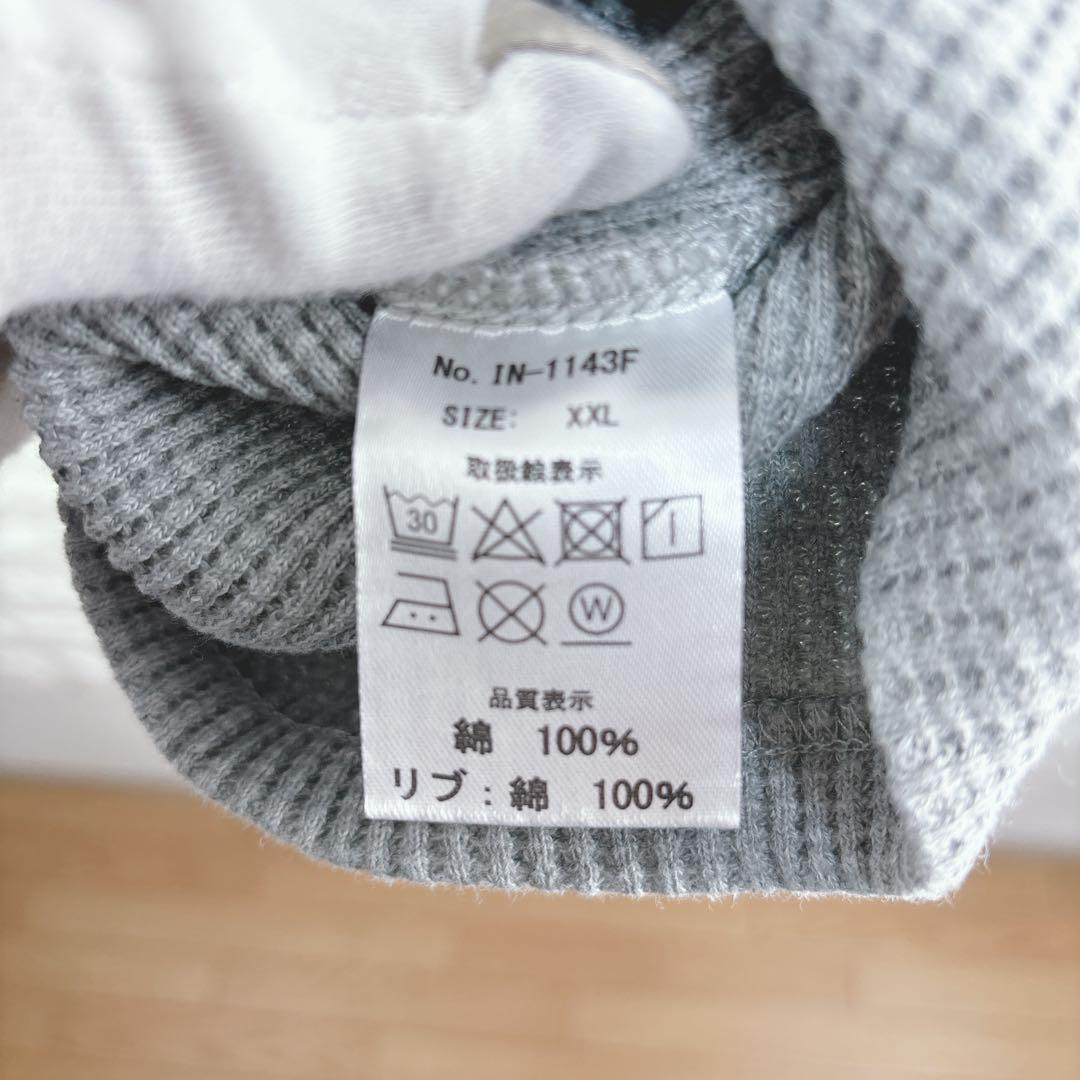 No. IN-1143F
SIZE: XXL
取扱絵表示
30
W
品質表示
綿 100%
リブ:綿 100%